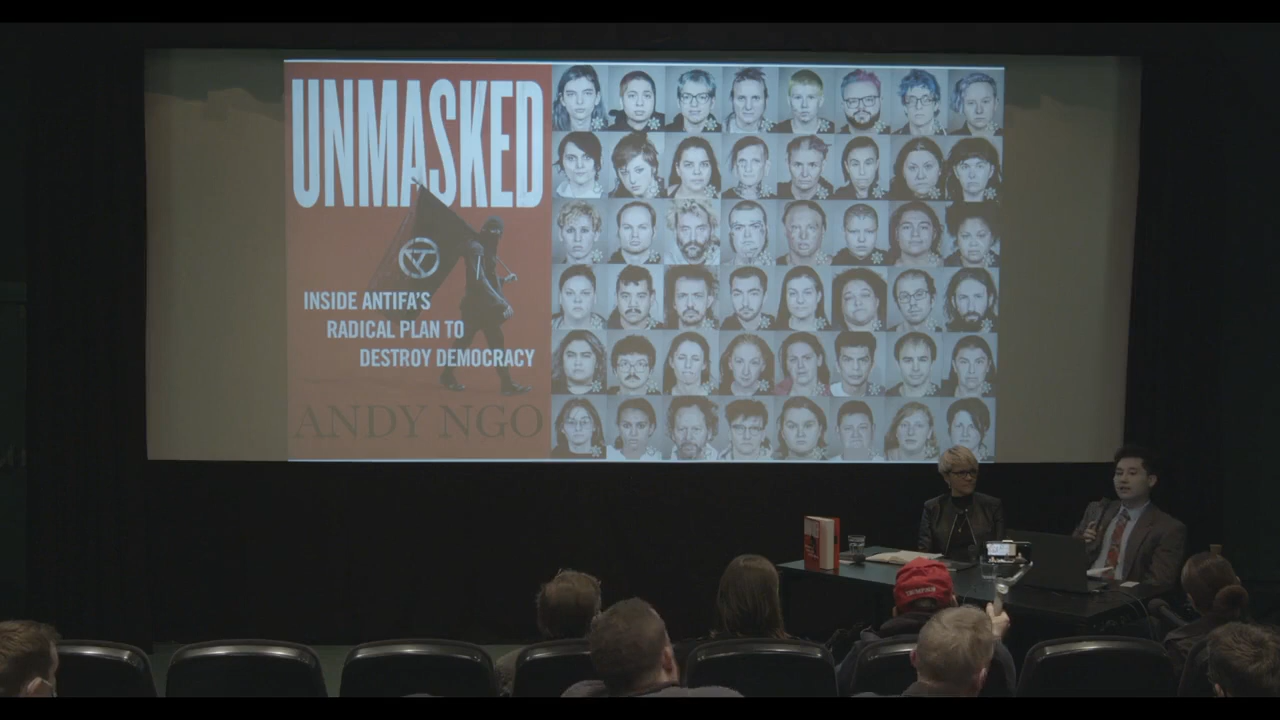 UNMASKED
INSIDE ANTIFA'S
RADICAL PLAN TO
DESTROY DEMOCRACY
ANDY NGO